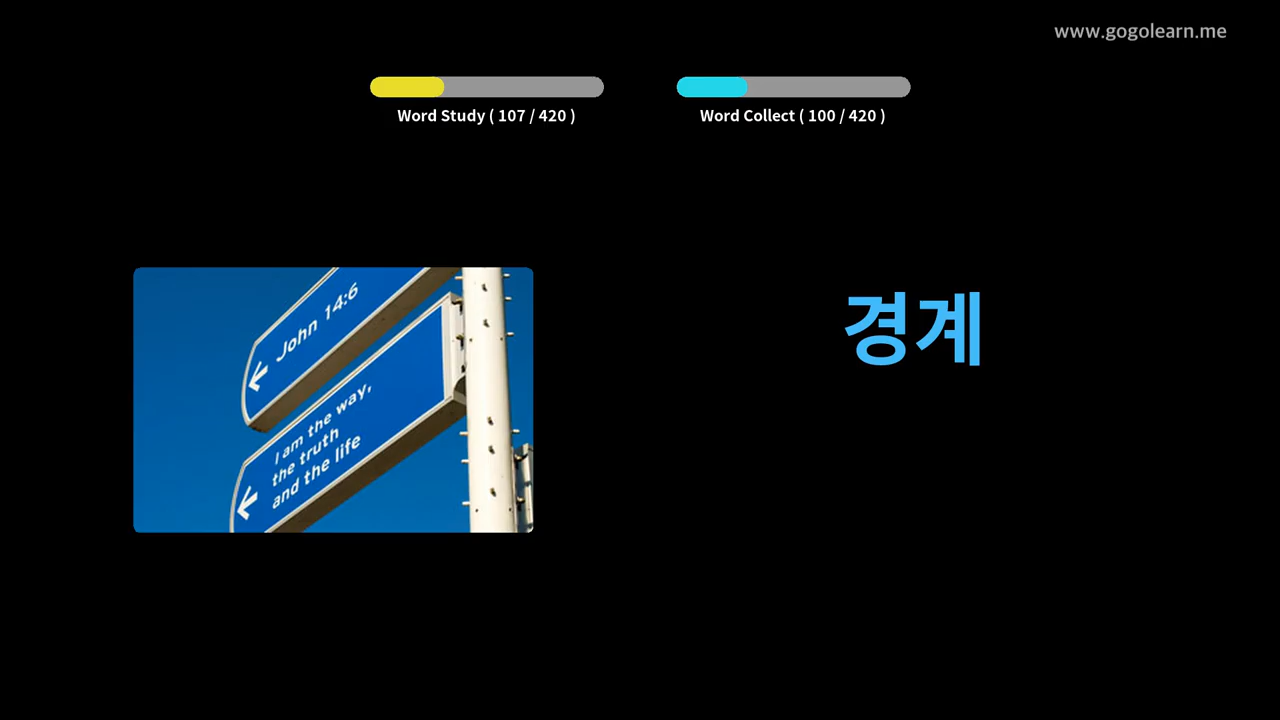 www.gogolearn.me
Word Study ( 107 / 420 )
Word Collect ( 100 / 420 )
John 14:6
I am the way,
the truth
and the life
경계